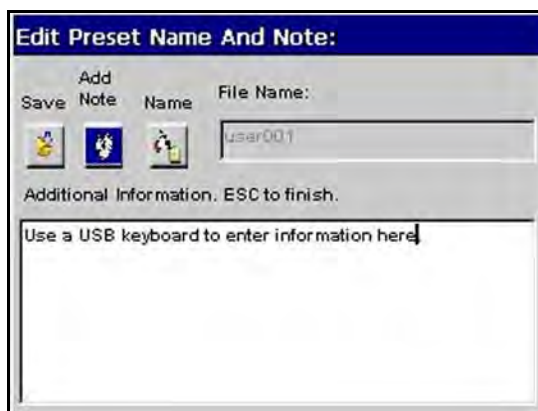 Edit Preset Name And Note:
Add
Save Note Name File Name:
user001
Additional Information. ESC to finish.
Use a USB keyboard to enter information here.